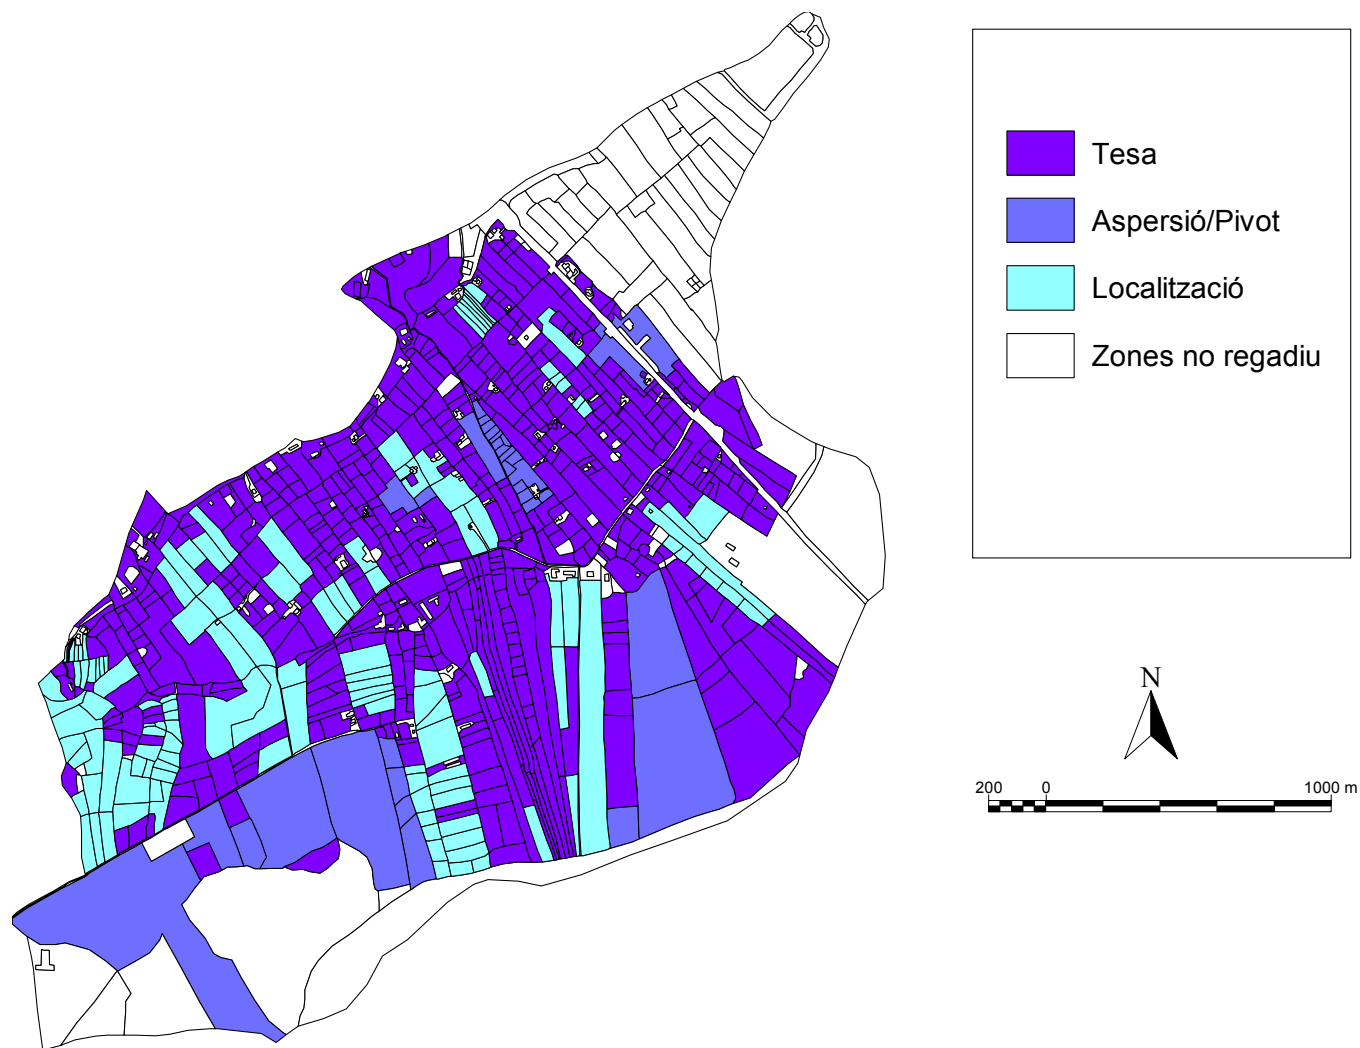 Tesa
Aspersió/Pivot
Localització
Zones no regadiu
N
200 0 1000 m